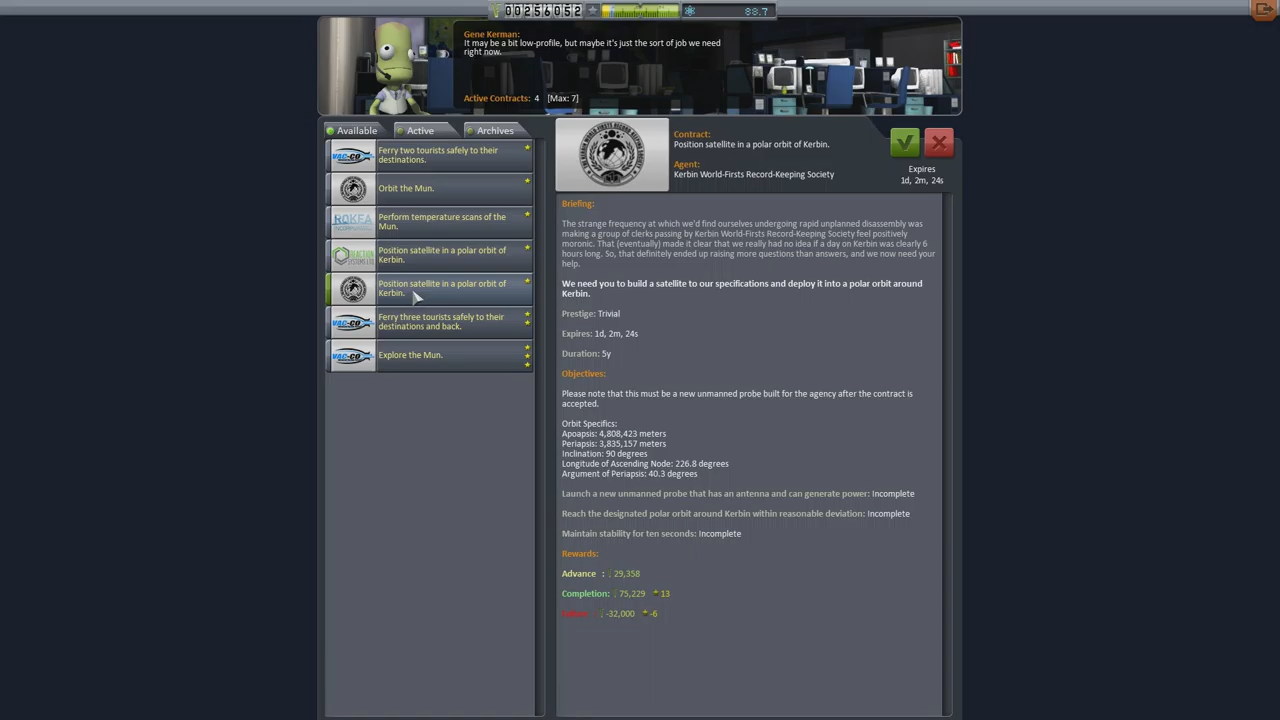 00256052
88.7
Gene Kerman:
It may be a bit low-profile, but maybe it's just the sort of job we need
right now.
Active Contracts: 4 [Max: 7]
Available
Active
Archives
VAC-CO
Ferry two tourists safely to their
destinations.
Orbit the Mun.
ROKEA
Perform temperature scans of the
Mun.
Position satellite in a polar orbit of
Kerbin.
Position satellite in a polar orbit of
Kerbin.
VAC-CO
Ferry three tourists safely to their
destinations and back.
VAC-CO
Explore the Mun.
Contract:
Position satellite in a polar orbit of Kerbin.
Agent:
Kerbin World-Firsts Record-Keeping Society
Expires
1d, 2m, 24s
Briefing:
The strange frequency at which we'd find ourselves undergoing rapid unplanned disassembly was
making a group of clerks passing by Kerbin World-Firsts Record-Keeping Society feel positively
moronic. That (eventually) made it clear that we really had no idea if a day on Kerbin was clearly 6
hours long. So, that definitely ended up raising more questions than answers, and we now need your
help.
We need you to build a satellite to our specifications and deploy it into a polar orbit around
Kerbin.
Prestige: Trivial
Expires: 1d, 2m, 24s
Duration: 5y
Objectives:
Please note that this must be a new unmanned probe built for the agency after the contract is
accepted.
Orbit Specifics:
Apoapsis: 4,808,423 meters
Periapsis: 3,835,157 meters
Inclination: 90 degrees
Longitude of Ascending Node: 226.8 degrees
Argument of Periapsis: 40.3 degrees
Launch a new unmanned probe that has an antenna and can generate power: Incomplete
Reach the designated polar orbit around Kerbin within reasonable deviation: Incomplete
Maintain stability for ten seconds: Incomplete
Rewards:
Advance : 29,358
Completion: 75,229 13
-32,000 -6